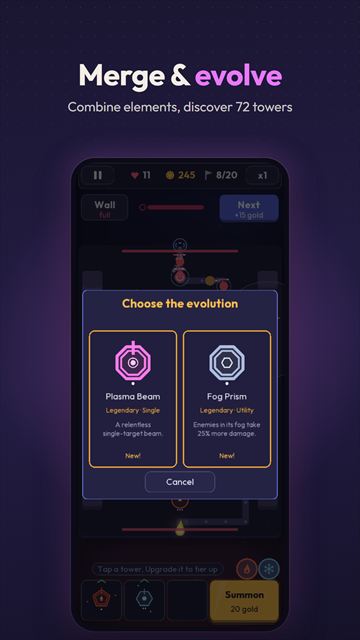 Merge & evolve
Combine elements, discover 72 towers
11 245 8/20 x1
Wall
full
Next
+15 gold
Choose the evolution
Plasma Beam
Legendary · Single
A relentless
single-target beam.
New!
Fog Prism
Legendary · Utility
Enemies in its fog take
25% more damage.
New!
Cancel
Tap a tower, Upgrade it to tier up
Summon
20 gold